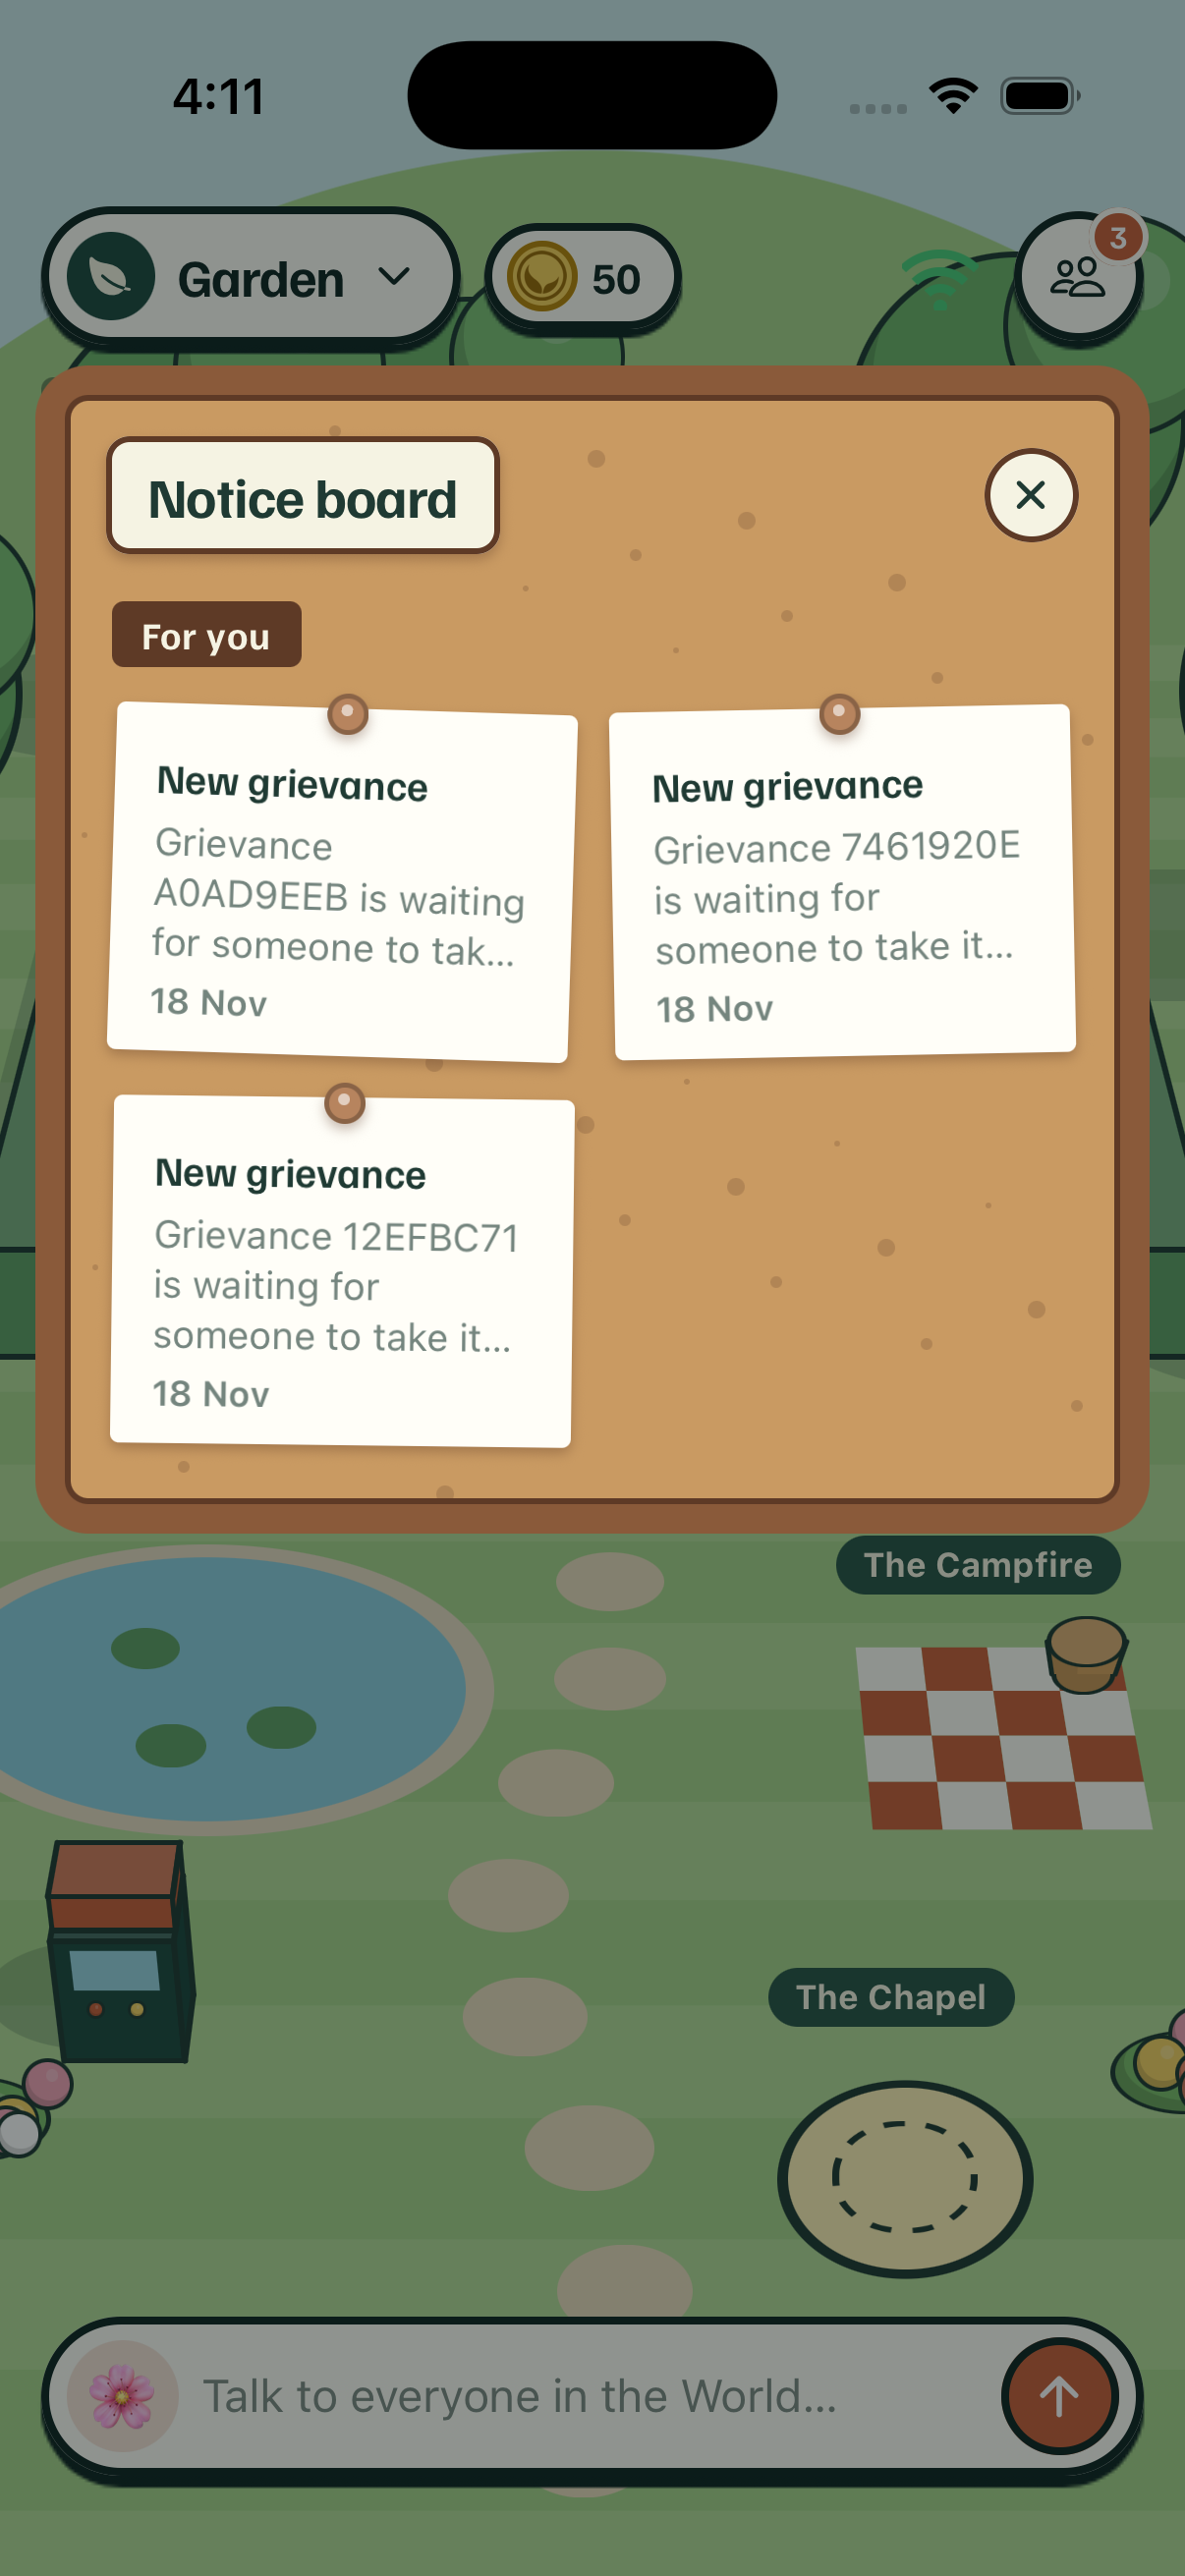 4:11
Garden
50
3
Notice board
For you
New grievance
Grievance
A0AD9EEB is waiting
for someone to tak...
18 Nov
New grievance
Grievance 7461920E
is waiting for
someone to take it...
18 Nov
New grievance
Grievance 12EFBC71
is waiting for
someone to take it...
18 Nov
The Campfire
The Chapel
Talk to everyone in the World...